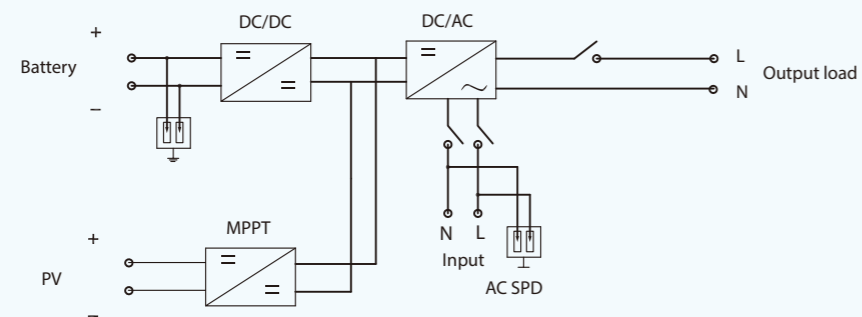 DC/DC
DC/AC
+
Battery
−
L
Output load
N
MPPT
+
PV
−
N L
Input
AC SPD